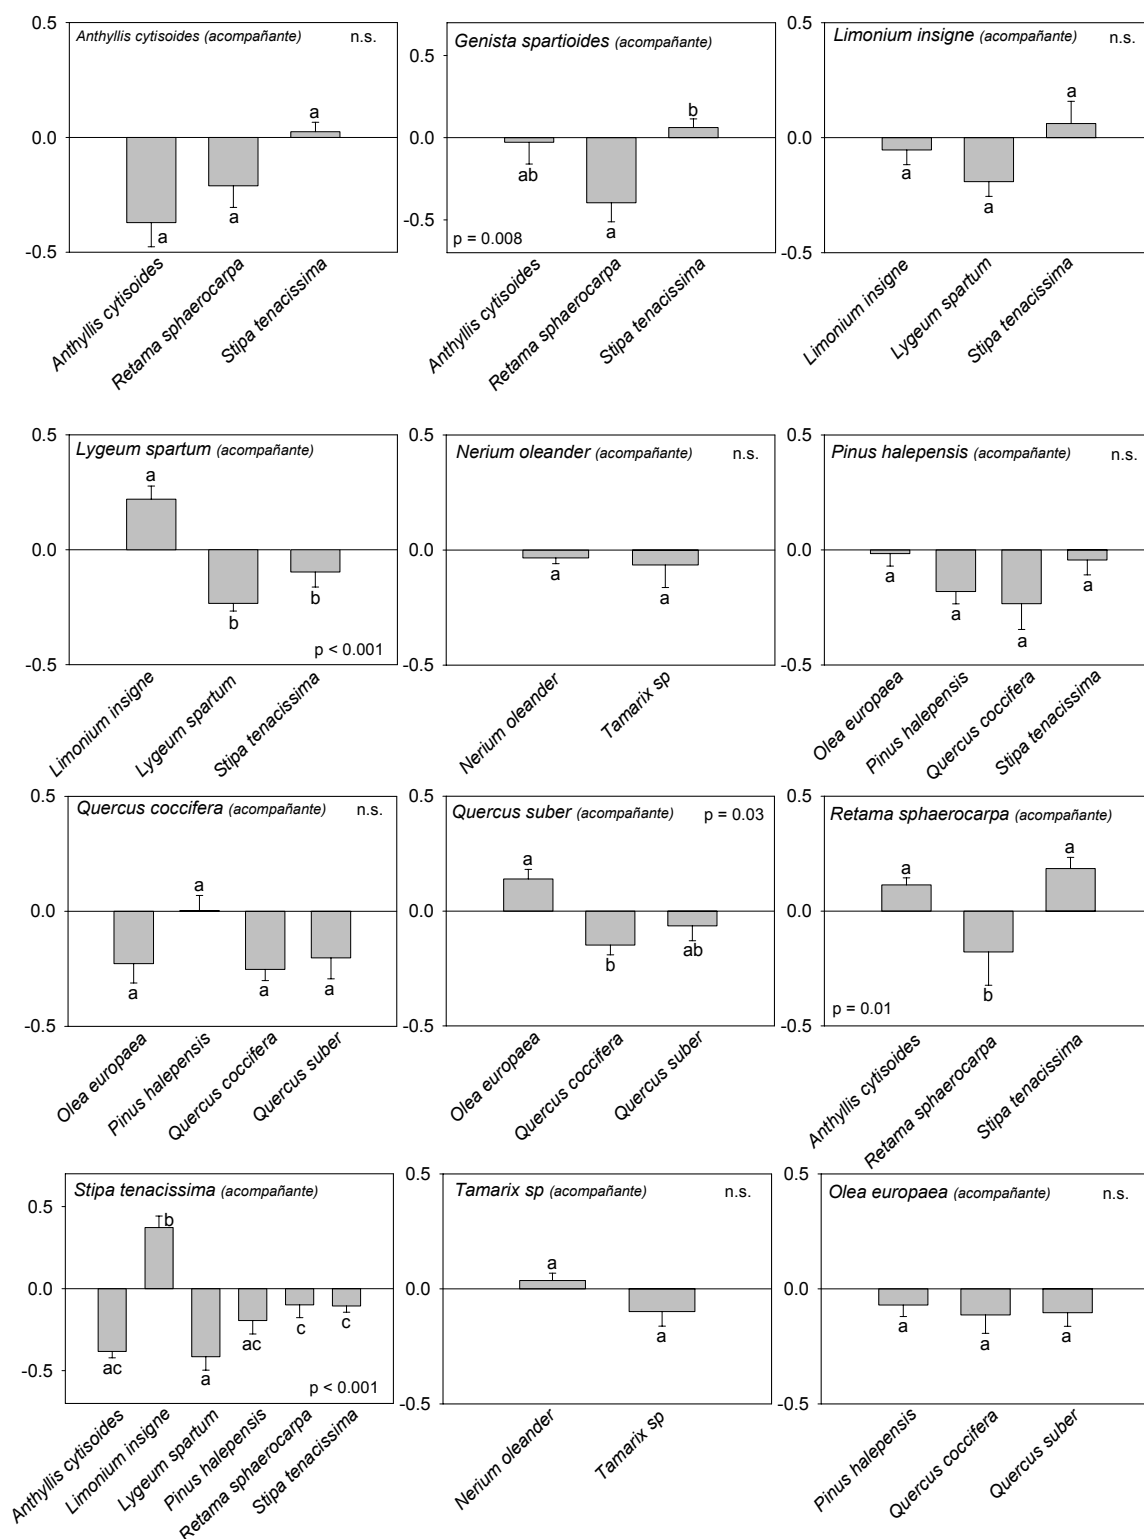 Anthyllis cytisoides (acompañante) n.s.
0.5
0.0
-0.5
a
a
a
Anthyllis cytisoides
Retama sphaerocarpa
Stipa tenacissima
Genista spartioides (acompañante)
0.5
0.0
-0.5
ab
a
b
p = 0.008
Anthyllis cytisoides
Retama sphaerocarpa
Stipa tenacissima
Limonium insigne (acompañante) n.s.
0.5
0.0
-0.5
a
a
a
Limonium insigne
Lygeum spartum
Stipa tenacissima
Lygeum spartum (acompañante)
0.5
0.0
-0.5
a
b
b
p < 0.001
Limonium insigne
Lygeum spartum
Stipa tenacissima
Nerium oleander (acompañante) n.s.
0.5
0.0
-0.5
a
a
Nerium oleander
Tamarix sp
Pinus halepensis (acompañante) n.s.
0.5
0.0
-0.5
a
a
a
a
Olea europaea
Pinus halepensis
Quercus coccifera
Stipa tenacissima
Quercus coccifera (acompañante) n.s.
0.5
0.0
-0.5
a
a
a
a
Olea europaea
Pinus halepensis
Quercus coccifera
Quercus suber
Quercus suber (acompañante) p = 0.03
0.5
0.0
-0.5
a
b
ab
Olea europaea
Quercus coccifera
Quercus suber
Retama sphaerocarpa (acompañante)
0.5
0.0
-0.5
a
b
a
p = 0.01
Anthyllis cytisoides
Retama sphaerocarpa
Stipa tenacissima
Stipa tenacissima (acompañante)
0.5
0.0
-0.5
ac
b
a
ac
c
c
p < 0.001
Anthyllis cytisoides
Limonium insigne
Lygeum spartum
Pinus halepensis
Retama sphaerocarpa
Stipa tenacissima
Tamarix sp (acompañante) n.s.
0.5
0.0
-0.5
a
a
Nerium oleander
Tamarix sp
Olea europaea (acompañante) n.s.
0.5
0.0
-0.5
a
a
a
Pinus halepensis
Quercus coccifera
Quercus suber